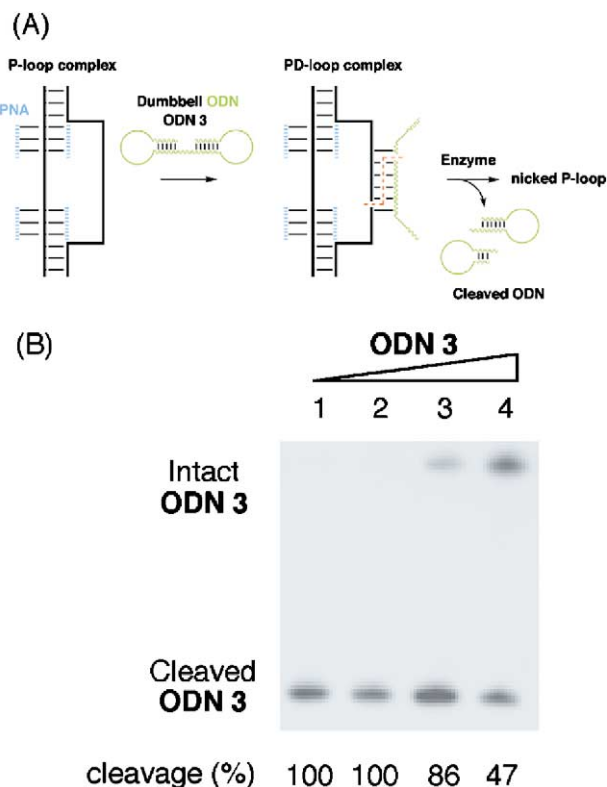 (A)
P-loop complex
PD-loop complex
PNA
Dumbbell ODN
ODN 3
Enzyme
nicked P-loop
Cleaved ODN
(B)
ODN 3
1 2 3 4
Intact
ODN 3
Cleaved
ODN 3
cleavage (%) 100 100 86 47